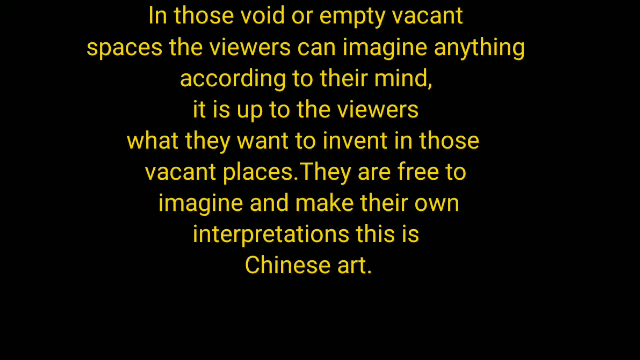 In those void or empty vacant
spaces the viewers can imagine anything
according to their mind,
it is up to the viewers
what they want to invent in those
vacant places.They are free to
imagine and make their own
interpretations this is
Chinese art.